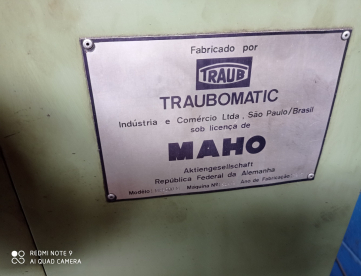 Fabricado por
TRAUB
TRAUBOMATIC
Indústria e Comércio Ltda. São Paulo/Brasil
sob licença de
MAHO
Aktiengesellschaft
República Federal da Alemanha
Modêlo Máquina Nº: Ano de Fabricação
REDMI NOTE 9
AI QUAD CAMERA